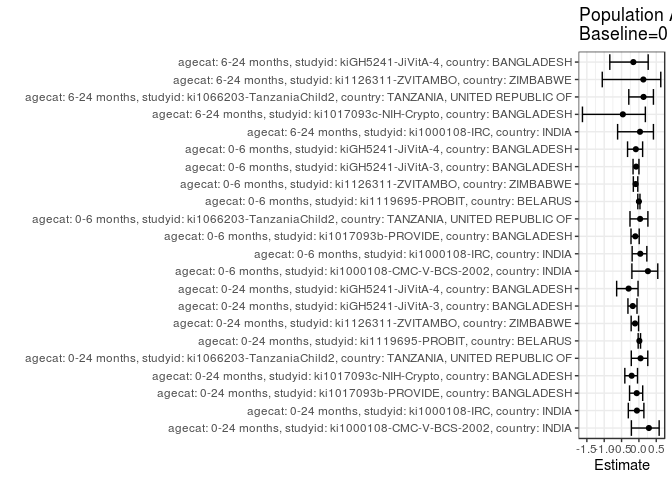 Population
Baseline=0
agecat: 6-24 months, studyid: kiGH5241-JiVitA-4, country: BANGLADESH
agecat: 6-24 months, studyid: ki1126311-ZVITAMBO, country: ZIMBABWE
agecat: 6-24 months, studyid: ki1066203-TanzaniaChild2, country: TANZANIA, UNITED REPUBLIC OF
agecat: 6-24 months, studyid: ki1017093c-NIH-Crypto, country: BANGLADESH
agecat: 6-24 months, studyid: ki1000108-IRC, country: INDIA
agecat: 0-6 months, studyid: kiGH5241-JiVitA-4, country: BANGLADESH
agecat: 0-6 months, studyid: kiGH5241-JiVitA-3, country: BANGLADESH
agecat: 0-6 months, studyid: ki1126311-ZVITAMBO, country: ZIMBABWE
agecat: 0-6 months, studyid: ki1119695-PROBIT, country: BELARUS
agecat: 0-6 months, studyid: ki1066203-TanzaniaChild2, country: TANZANIA, UNITED REPUBLIC OF
agecat: 0-6 months, studyid: ki1017093b-PROVIDE, country: BANGLADESH
agecat: 0-6 months, studyid: ki1000108-IRC, country: INDIA
agecat: 0-6 months, studyid: ki1000108-CMC-V-BCS-2002, country: INDIA
agecat: 0-24 months, studyid: kiGH5241-JiVitA-4, country: BANGLADESH
agecat: 0-24 months, studyid: kiGH5241-JiVitA-3, country: BANGLADESH
agecat: 0-24 months, studyid: ki1126311-ZVITAMBO, country: ZIMBABWE
agecat: 0-24 months, studyid: ki1119695-PROBIT, country: BELARUS
agecat: 0-24 months, studyid: ki1066203-TanzaniaChild2, country: TANZANIA, UNITED REPUBLIC OF
agecat: 0-24 months, studyid: ki1017093c-NIH-Crypto, country: BANGLADESH
agecat: 0-24 months, studyid: ki1017093b-PROVIDE, country: BANGLADESH
agecat: 0-24 months, studyid: ki1000108-IRC, country: INDIA
agecat: 0-24 months, studyid: ki1000108-CMC-V-BCS-2002, country: INDIA
-1.5 -1.0 -0.5 0.0 0.5
Estimate